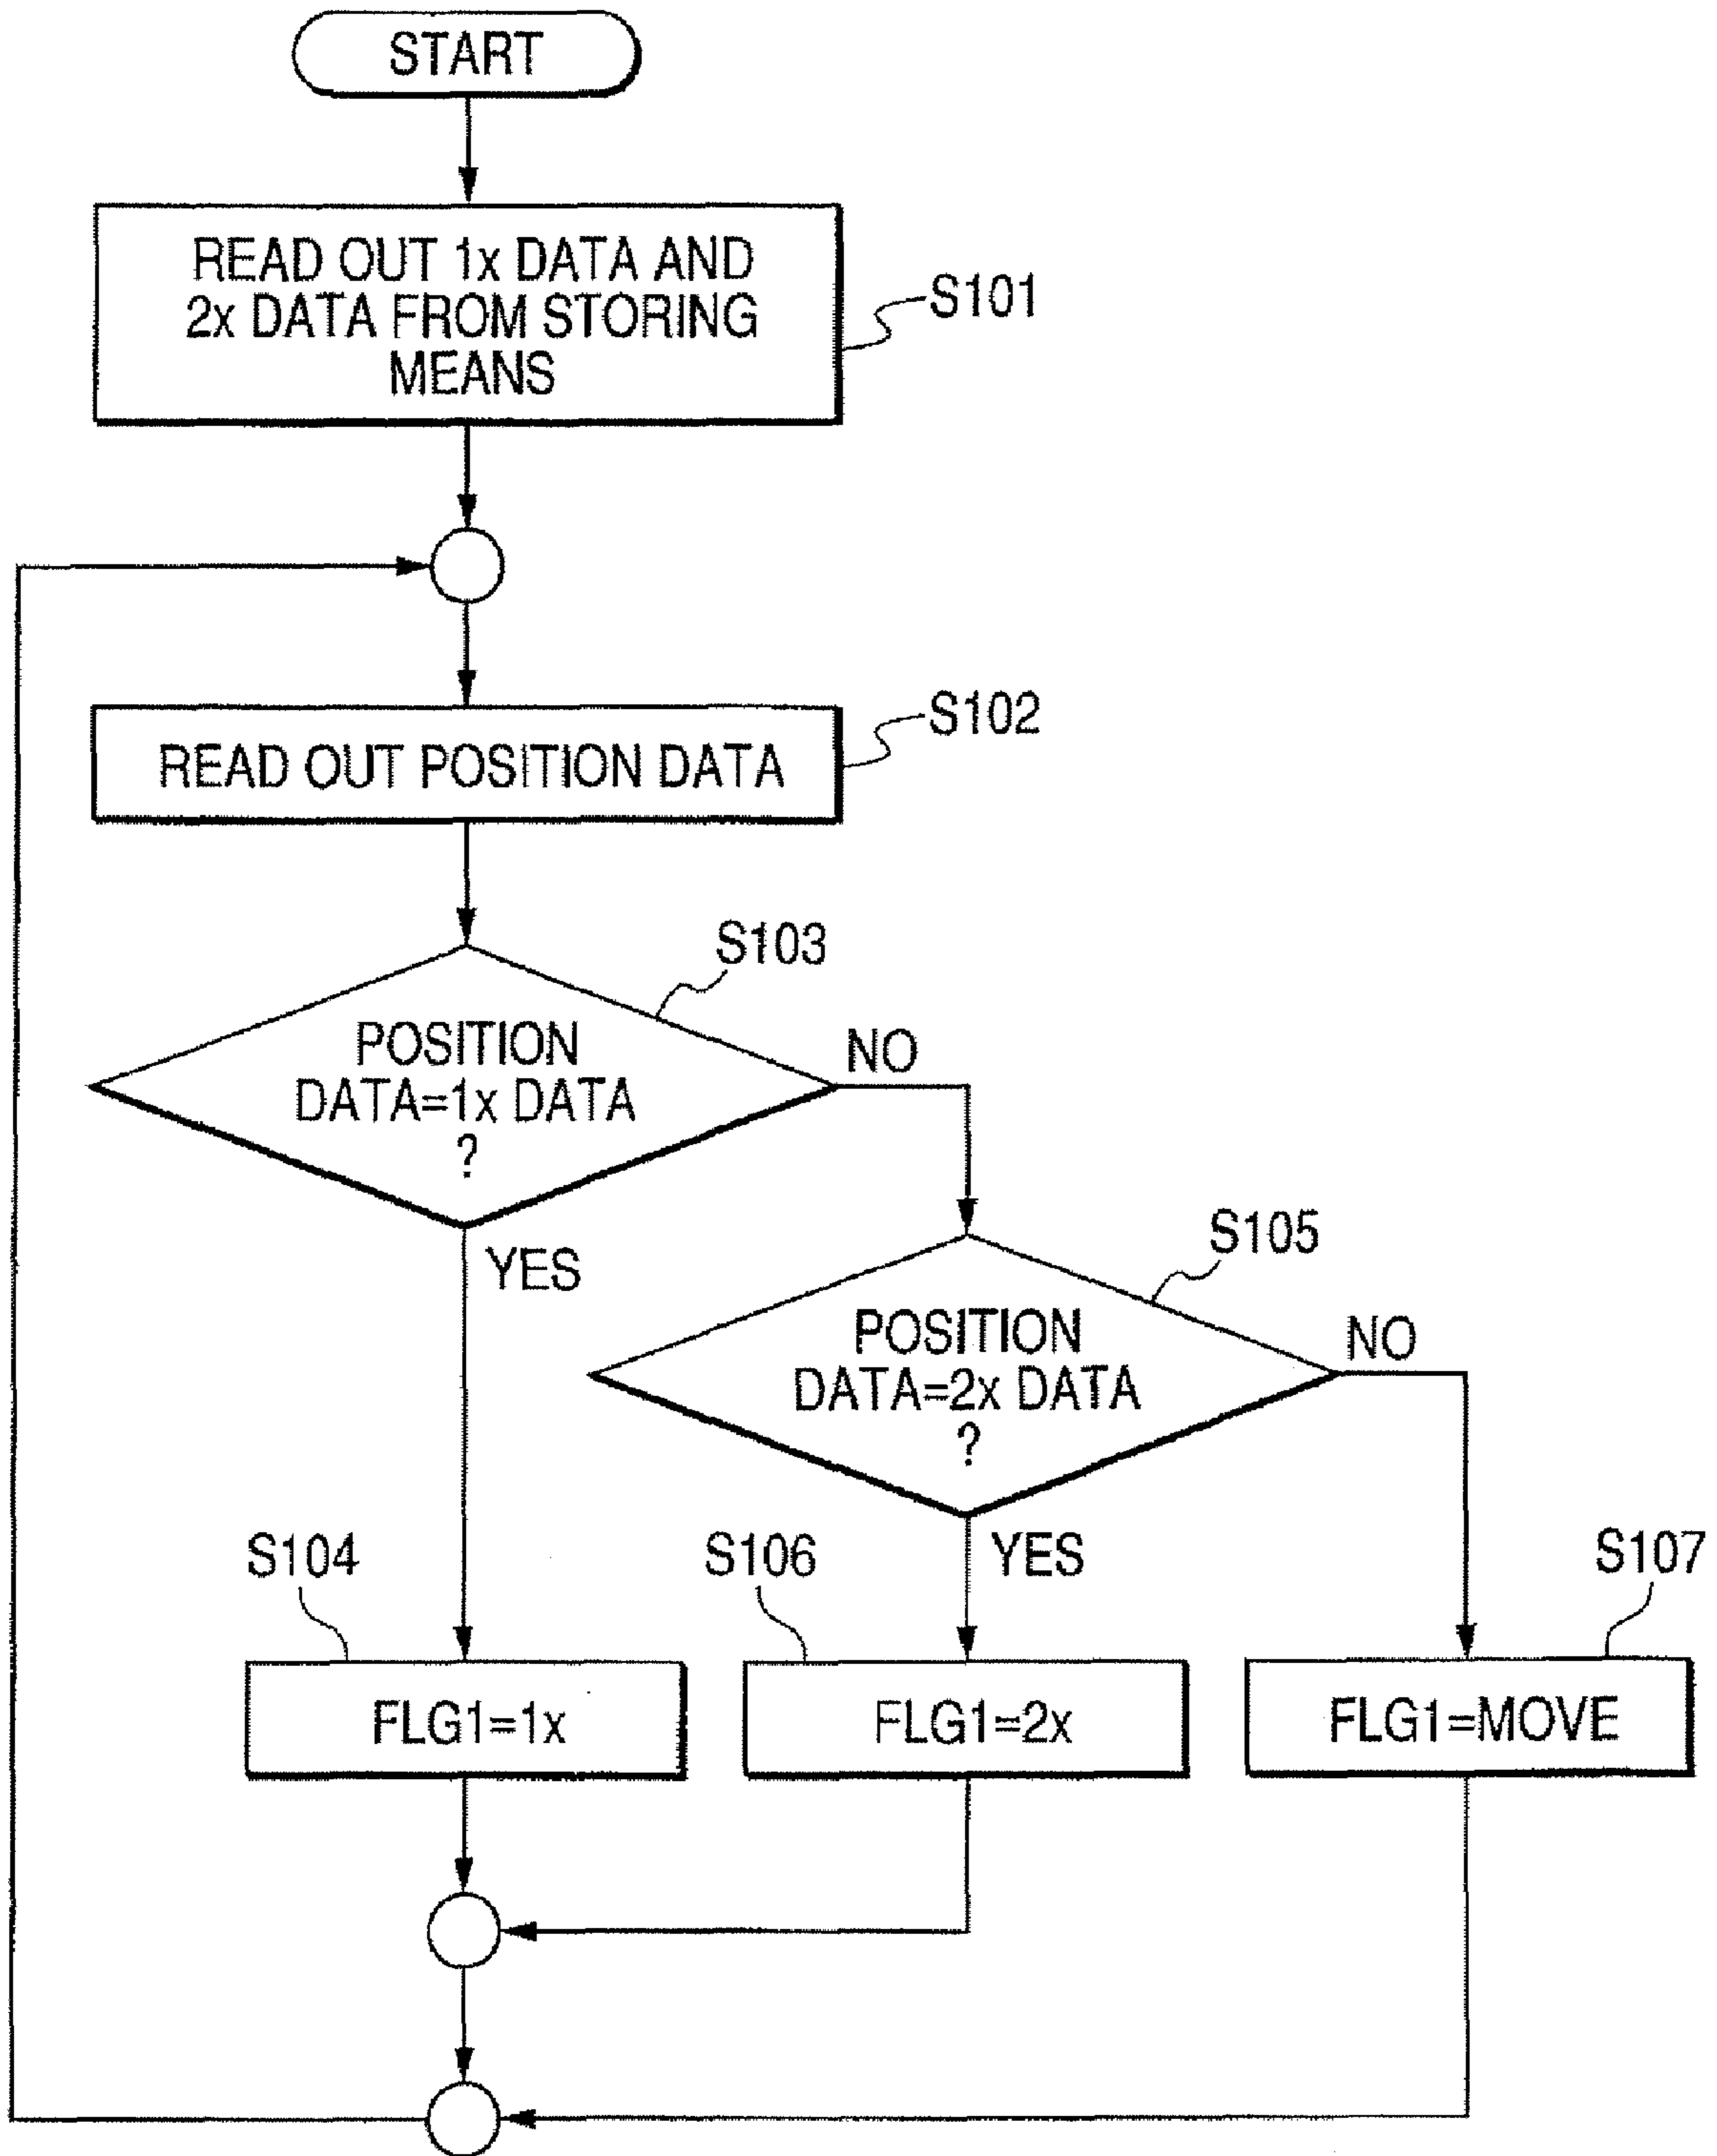 START
READ OUT 1x DATA AND
2x DATA FROM STORING
MEANS
S101
READ OUT POSITION DATA
S102
S103
POSITION
DATA=1x DATA
?
NO
YES
S105
POSITION
DATA=2x DATA
?
NO
YES
S104
FLG1=1x
S106
FLG1=2x
S107
FLG1=MOVE